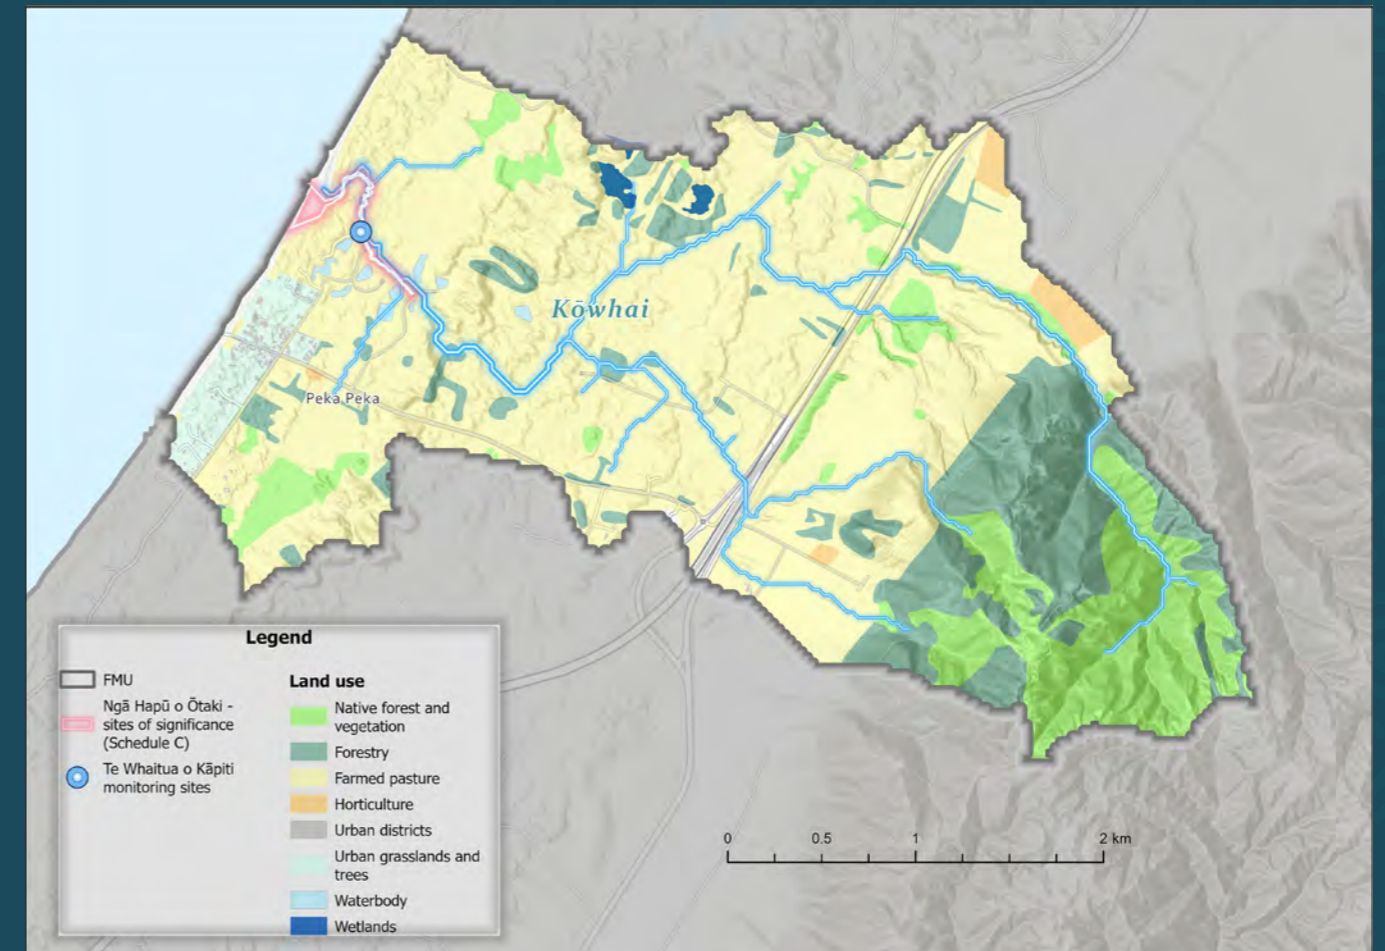 Kōwhai
Peka Peka
Legend
FMU
Ngā Hapū o Ōtaki -
sites of significance
(Schedule C)
Te Whaitua o Kāpiti
monitoring sites
Land use
Native forest and
vegetation
Forestry
Farmed pasture
Horticulture
Urban districts
Urban grasslands and
trees
Waterbody
Wetlands
0 0.5 1 2 km